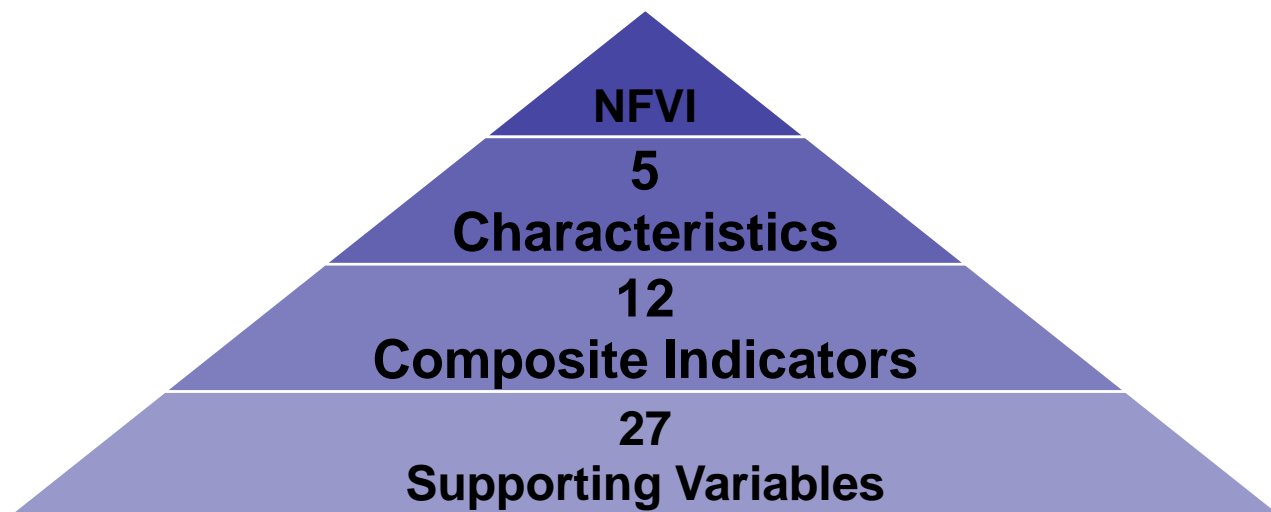 NFVI
5
Characteristics
12
Composite Indicators
27
Supporting Variables